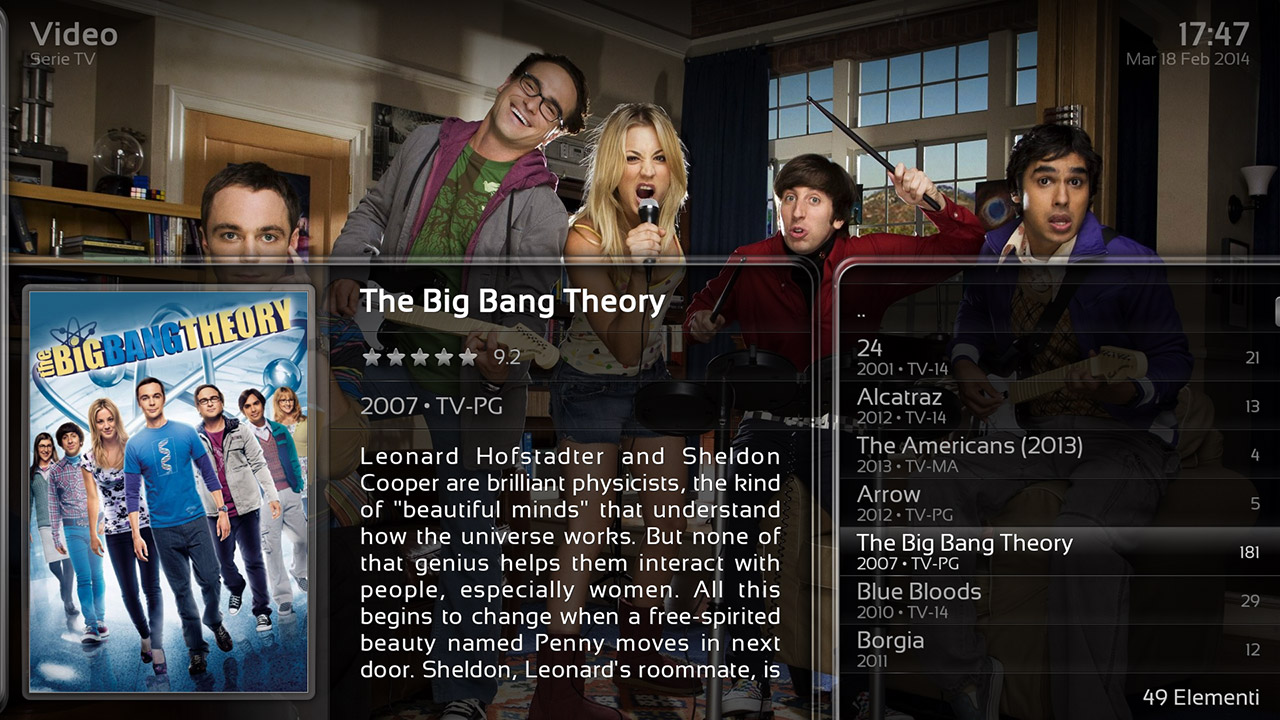 Video
Serie TV
17:47
Mar 18 Feb 2014
the BIG BANG THEORY
The Big Bang Theory
9.2
2007 • TV-PG
Leonard Hofstadter and Sheldon
Cooper are brilliant physicists, the kind
of "beautiful minds" that understand
how the universe works. But none of
that genius helps them interact with
people, especially women. All this
begins to change when a free-spirited
beauty named Penny moves in next
door. Sheldon, Leonard's roommate, is
..
24
2001 • TV-14
21
Alcatraz
2012 • TV-14
13
The Americans (2013)
2013 • TV-MA
4
Arrow
2012 • TV-PG
5
The Big Bang Theory
2007 • TV-PG
181
Blue Bloods
2010 • TV-14
29
Borgia
2011
12
49 Elementi